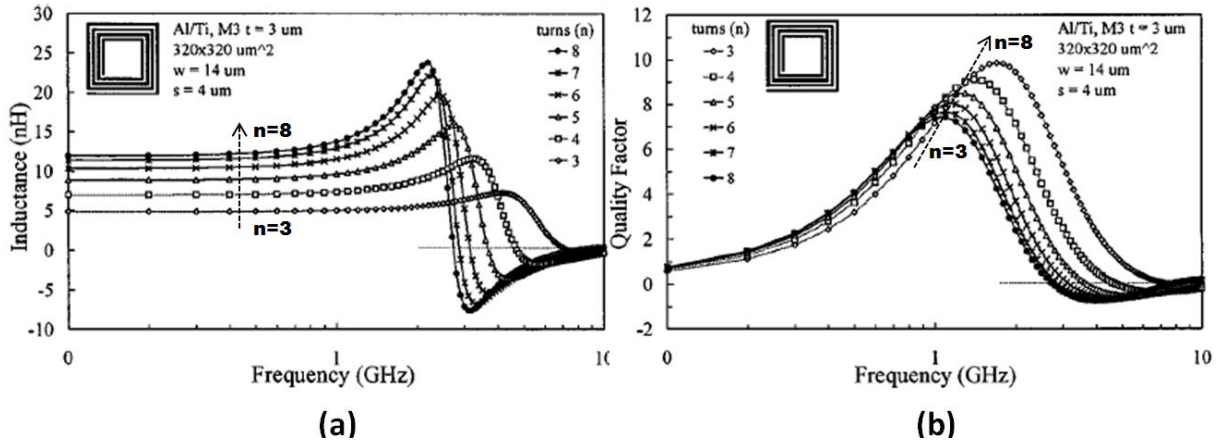 30
25
20
15
10
5
0
-5
-10
Inductance (nH)
Al/Ti, M3 t = 3 um
320x320 um^2
w = 14 um
s = 4 um
turns (n)
8
7
6
5
4
3
n=8
n=3
0
1
10
Frequency (GHz)
(a)
12
10
8
6
4
2
0
-2
Quality Factor
turns (n)
3
4
5
6
7
8
Al/Ti, M3 t = 3 um
320x320 um^2
w = 14 um
s = 4 um
n=8
n=3
0
1
10
Frequency (GHz)
(b)